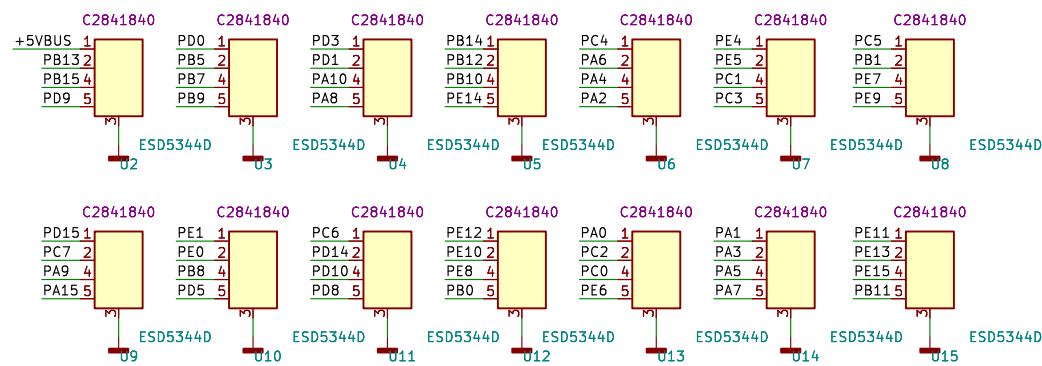 C2841840 C2841840 C2841840 C2841840 C2841840 C2841840 C2841840
+5VBUS 1 PD0 1 PD3 1 PB14 1 PC4 1 PE4 1 PC5 1
PB13 2 PB5 2 PD1 2 PB12 2 PA6 2 PE5 2 PB1 2
PB15 4 PB7 4 PA10 4 PB10 4 PA4 4 PC1 4 PE7 4
PD9 5 PB9 5 PA8 5 PE14 5 PA2 5 PC3 5 PE9 5
3 3 3 3 3 3 3
ESD5344D ESD5344D ESD5344D ESD5344D ESD5344D ESD5344D ESD5344D
U2 U3 U4 U5 U6 U7 U8
C2841840 C2841840 C2841840 C2841840 C2841840 C2841840 C2841840
PD15 1 PE1 1 PC6 1 PE12 1 PA0 1 PA1 1 PE11 1
PC7 2 PE0 2 PD14 2 PE10 2 PC2 2 PA3 2 PE13 2
PA9 4 PB8 4 PD10 4 PE8 4 PC0 4 PA5 4 PE15 4
PA15 5 PD5 5 PD8 5 PB0 5 PE6 5 PA7 5 PB11 5
3 3 3 3 3 3 3
ESD5344D ESD5344D ESD5344D ESD5344D ESD5344D ESD5344D ESD5344D
U9 U10 U11 U12 U13 U14 U15